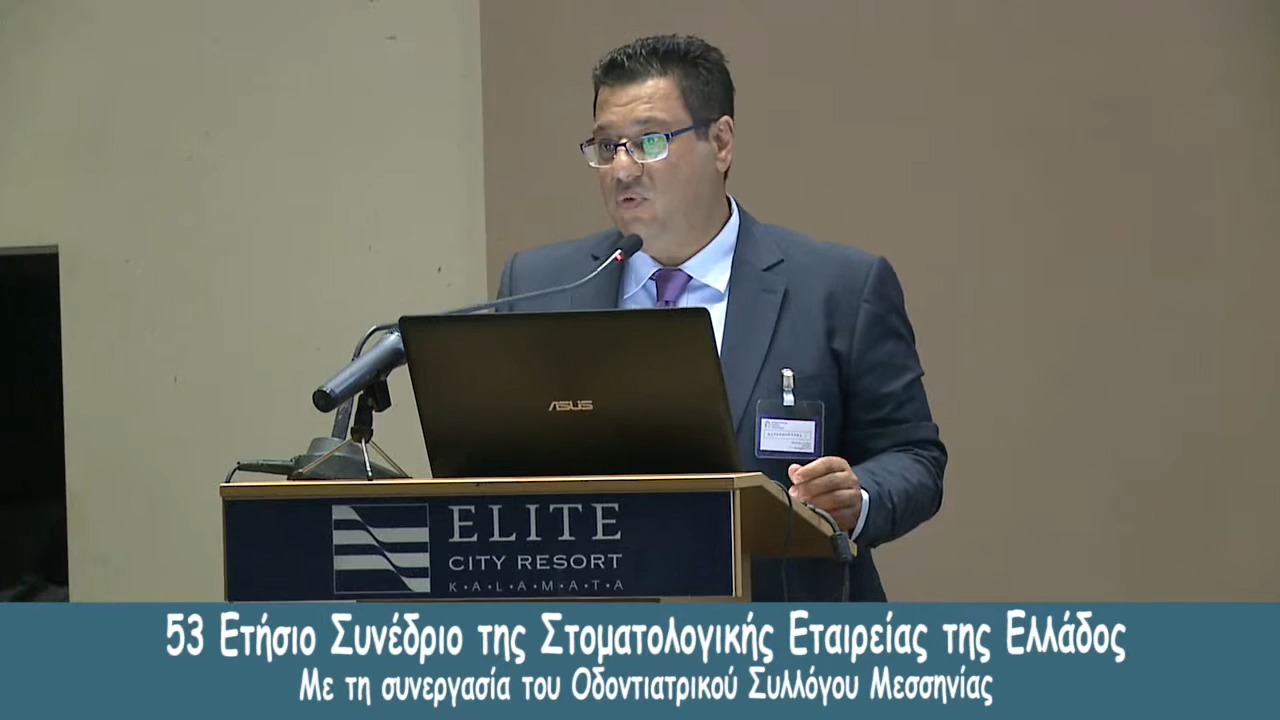 ASUS
ELITE
CITY RESORT
K•A•L•A•M•A•T•A
53 Ετήσιο Συνέδριο της Στοματολογικής Εταιρείας της Ελλάδος
Με τη συνεργασία του Οδοντιατρικού Συλλόγου Μεσσηνίας